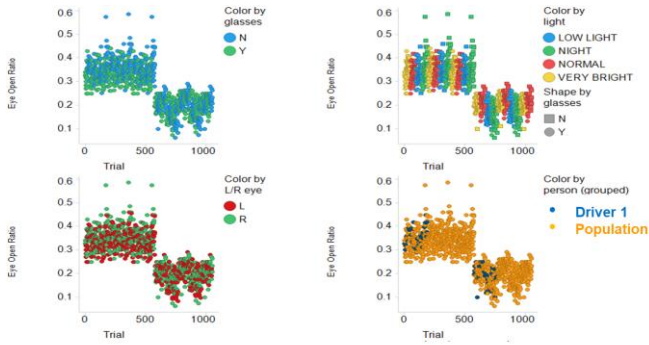 0.6
0.5
0.4
0.3
0.2
0.1
Eye Open Ratio
0
500
1000
Trial
Color by
glasses
N
Y
0.6
0.5
0.4
0.3
0.2
0.1
Eye Open Ratio
0
500
1000
Trial
Color by
light
LOW LIGHT
NIGHT
NORMAL
VERY BRIGHT
Shape by
glasses
N
Y
0.6
0.5
0.4
0.3
0.2
0.1
Eye Open Ratio
0
500
1000
Trial
Color by
L/R eye
L
R
0.6
0.5
0.4
0.3
0.2
0.1
Eye Open Ratio
0
500
1000
Trial
Color by
person (grouped)
Driver 1
Population